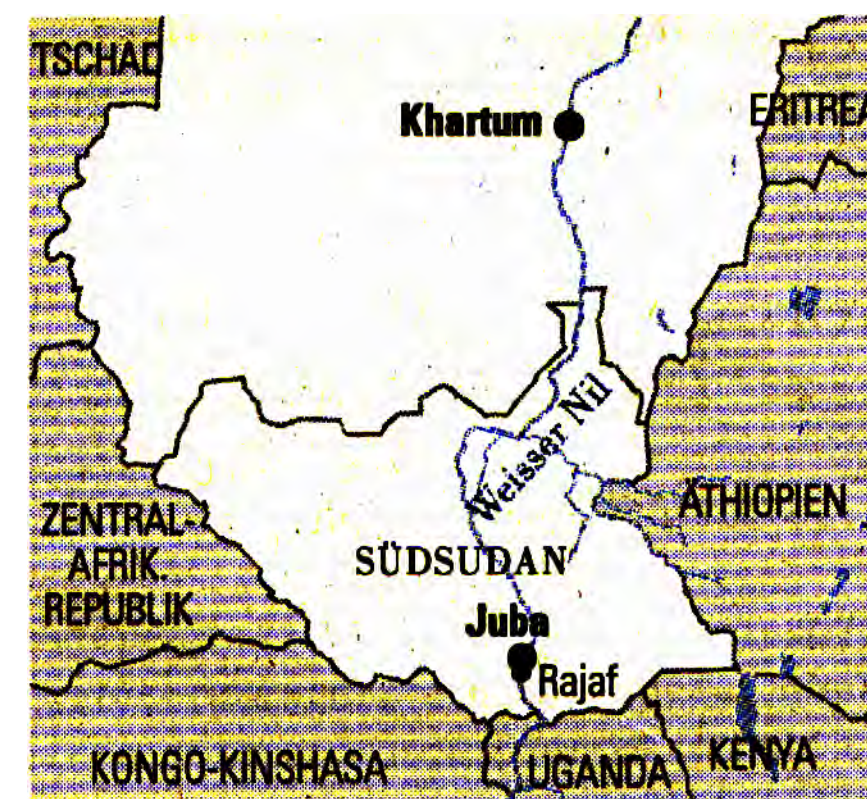 TSCHAD
Khartum
ERITREA
Weisser Nil
ÄTHIOPIEN
ZENTRAL-
AFRIK.
REPUBLIK
SÜDSUDAN
Juba
Rajaf
KONGO-KINSHASA
UGANDA
KENYA